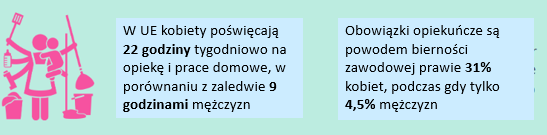 W UE kobiety poświęcają
22 godziny tygodniowo na
opiekę i prace domowe, w
porównaniu z zaledwie 9
godzinami mężczyzn
Obowiązki opiekuńcze są
powodem bierności
zawodowej prawie 31%
kobiet, podczas gdy tylko
4,5% mężczyzn